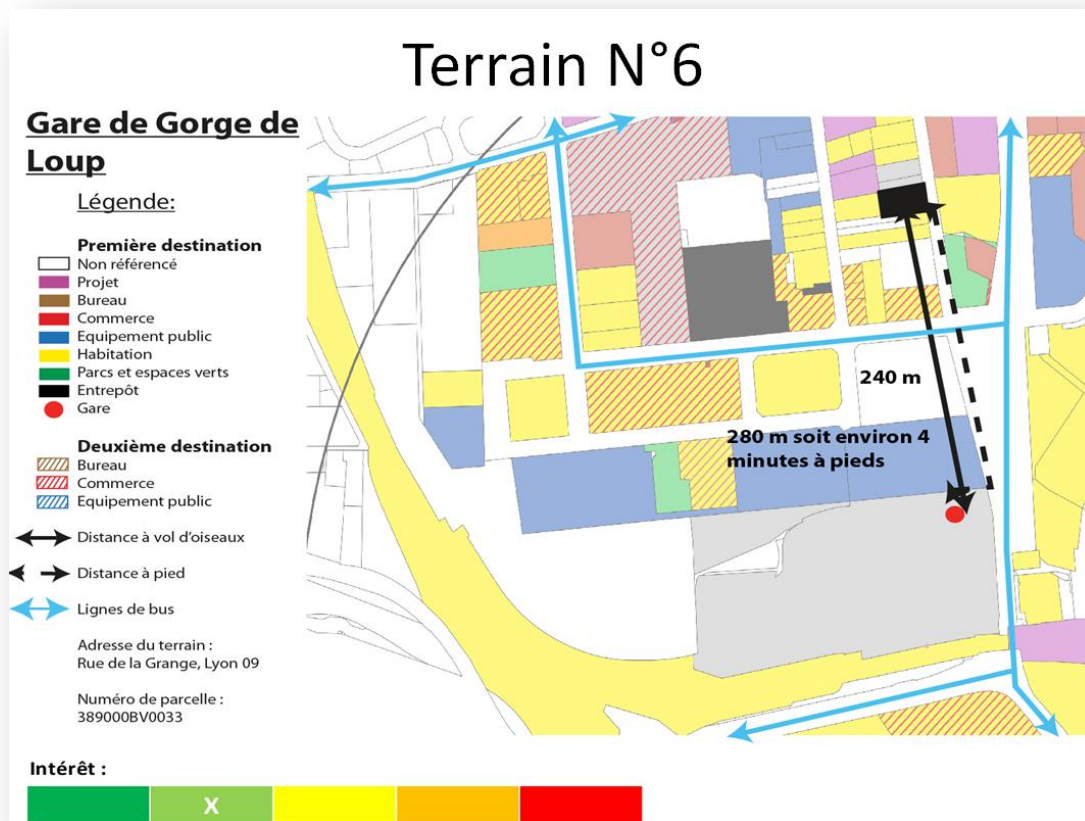 Terrain N°6
Gare de Gorge de
Loup
Légende:
Première destination
Non référencé
Projet
Bureau
Commerce
Equipement public
Habitation
Parcs et espaces verts
Entrepôt
Gare
Deuxième destination
Bureau
Commerce
Equipement public
Distance à vol d'oiseaux
Distance à pied
Lignes de bus
Adresse du terrain :
Rue de la Grange, Lyon 09
Numéro de parcelle :
389000BV0033
240 m
280 m soit environ 4
minutes à pieds
Intérêt :
X